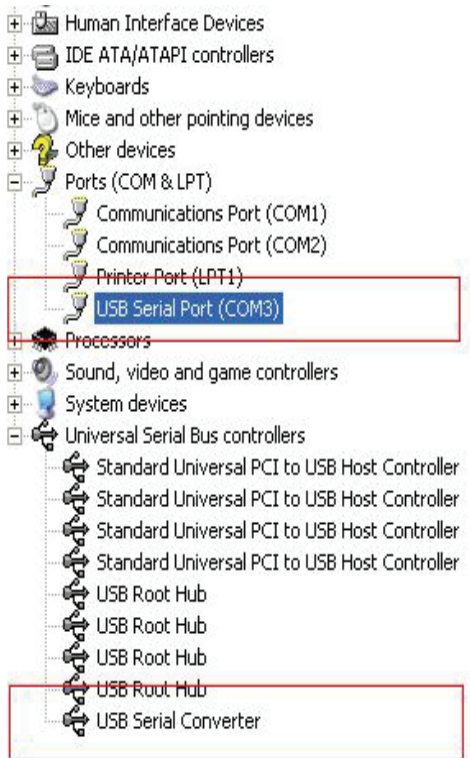 Human Interface Devices
IDE ATA/ATAPI controllers
Keyboards
Mice and other pointing devices
Other devices
Ports (COM & LPT)
Communications Port (COM1)
Communications Port (COM2)
Printer Port (LPT1)
USB Serial Port (COM3)
Processors
Sound, video and game controllers
System devices
Universal Serial Bus controllers
Standard Universal PCI to USB Host Controller
Standard Universal PCI to USB Host Controller
Standard Universal PCI to USB Host Controller
Standard Universal PCI to USB Host Controller
USB Root Hub
USB Root Hub
USB Root Hub
USB Root Hub
USB Serial Converter